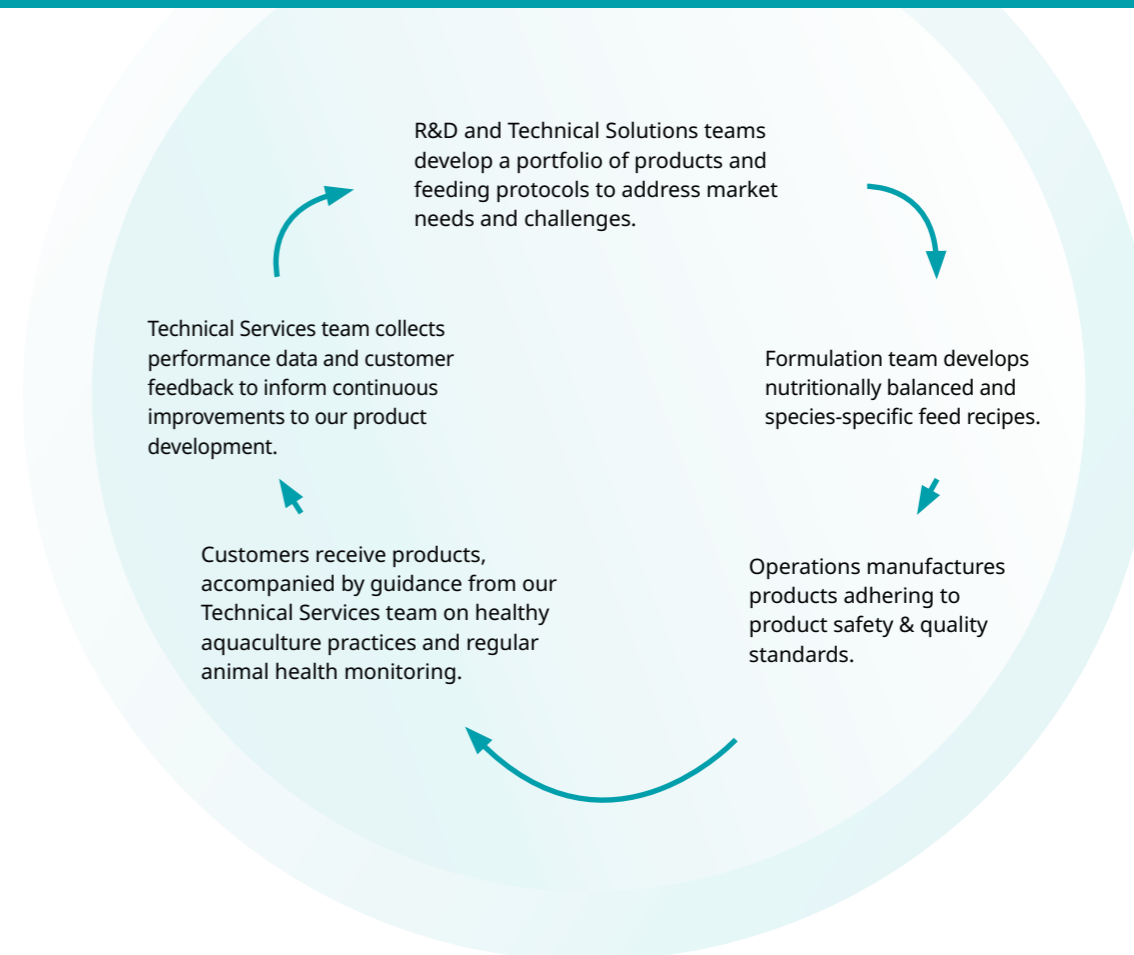 R&D and Technical Solutions teams
develop a portfolio of products and
feeding protocols to address market
needs and challenges.
Formulation team develops
nutritionally balanced and
species-specific feed recipes.
Operations manufactures
products adhering to
product safety & quality
standards.
Customers receive products,
accompanied by guidance from our
Technical Services team on healthy
aquaculture practices and regular
animal health monitoring.
Technical Services team collects
performance data and customer
feedback to inform continuous
improvements to our product
development.